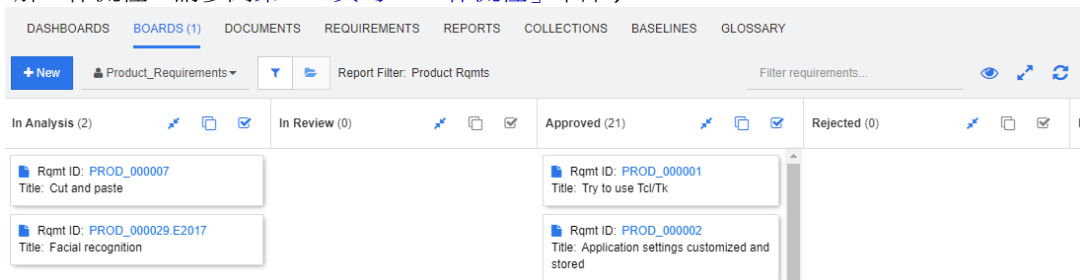 DASHBOARDS BOARDS (1) DOCUMENTS REQUIREMENTS REPORTS COLLECTIONS BASELINES GLOSSARY
+ New Product_Requirements Report Filter: Product Rqmts Filter requirements...
In Analysis (2) In Review (0) Approved (21) Rejected (0)
Rqmt ID: PROD_000007
Title: Cut and paste
Rqmt ID: PROD_000029.E2017
Title: Facial recognition
Rqmt ID: PROD_000001
Title: Try to use Tcl/Tk
Rqmt ID: PROD_000002
Title: Application settings customized and
stored